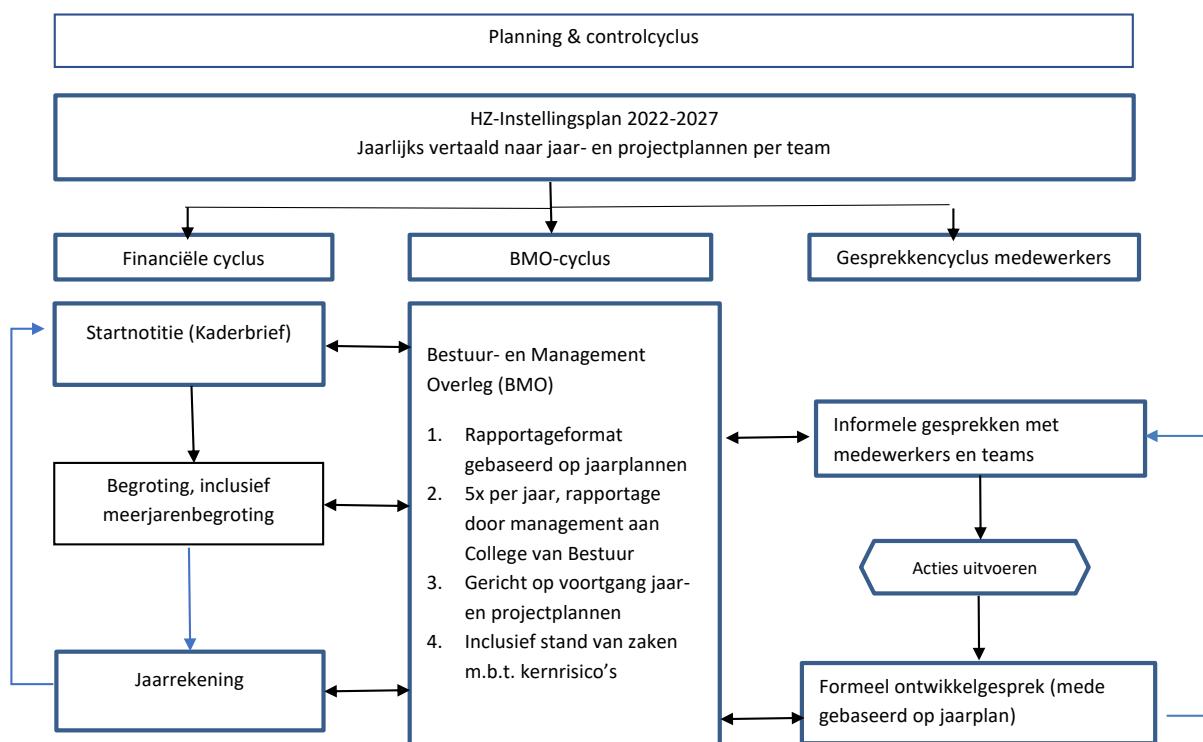 Planning & controlcyclus
HZ-Instellingsplan 2022-2027
Jaarlijks vertaald naar jaar- en projectplannen per team
Financiële cyclus
BMO-cyclus
Gesprekkencyclus medewerkers
Startnotitie (Kaderbrief)
Begroting, inclusief
meerjarenbegroting
Jaarrekening
Bestuur- en Management
Overleg (BMO)
1. Rapportageformat
gebaseerd op jaarplannen
2. 5x per jaar, rapportage
door management aan
College van Bestuur
3. Gericht op voortgang jaar-
en projectplannen
4. Inclusief stand van zaken
m.b.t. kernrisico’s
Informele gesprekken met
medewerkers en teams
Acties uitvoeren
Formeel ontwikkelgesprek (mede
gebaseerd op jaarplan)